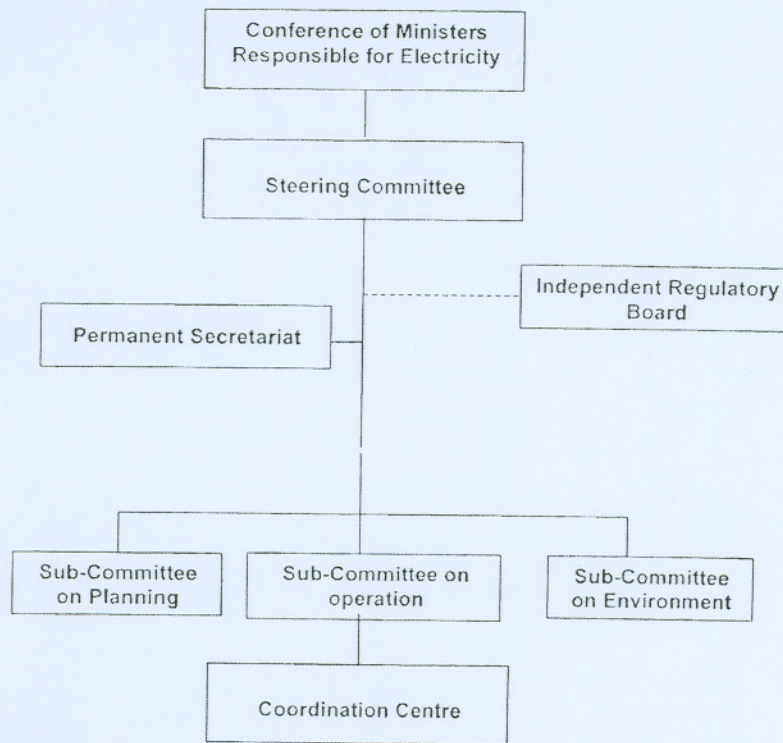 Conference of Ministers
Responsible for Electricity
Steering Committee
Independent Regulatory
Board
Permanent Secretariat
Sub-Committee
on Planning
Sub-Committee on
operation
Sub-Committee
on Environment
Coordination Centre